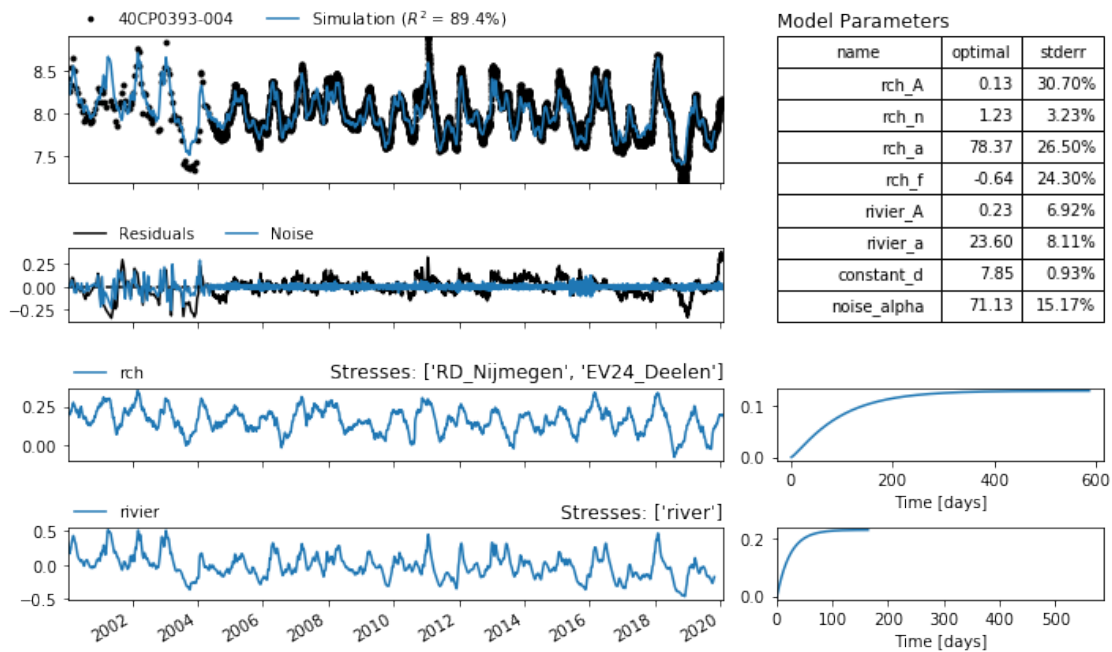 40CP0393-004 Simulation (R² = 89.4%)
8.5
8.0
7.5
Residuals Noise
0.25
0.00
−0.25
rch Stresses: ['RD_Nijmegen', 'EV24_Deelen']
0.25
0.00
rivier Stresses: ['river']
0.5
0.0
−0.5
2002 2004 2006 2008 2010 2012 2014 2016 2018 2020
Model Parameters
name optimal stderr
rch_A 0.13 30.70%
rch_n 1.23 3.23%
rch_a 78.37 26.50%
rch_f -0.64 24.30%
rivier_A 0.23 6.92%
rivier_a 23.60 8.11%
constant_d 7.85 0.93%
noise_alpha 71.13 15.17%
0.1
0.0
0 200 400 600
Time [days]
0.2
0.0
0 100 200 300 400 500
Time [days]